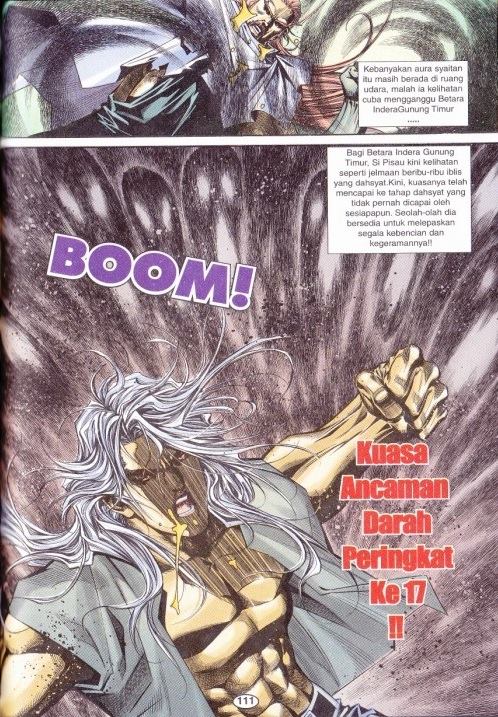 Kebanyakan aura syaitan
itu masih berada di ruang
udara, malah ia kelihatan
cuba mengganggu Betara
InderaGunung Timur
.....
Bagi Betara Indera Gunung
Timur, Si Pisau kini kelihatan
seperti jelmaan beribu-ribu iblis
yang dahsyat.Kini, kuasanya telah
mencapai ke tahap dahsyat yang
tidak pernah dicapai oleh
sesiapapun. Seolah-olah dia
bersedia untuk melepaskan
segala kebencian dan
kegeramannya!!
BOOM!
Kuasa
Ancaman
Darah
Peringkat
Ke 17
!!
111